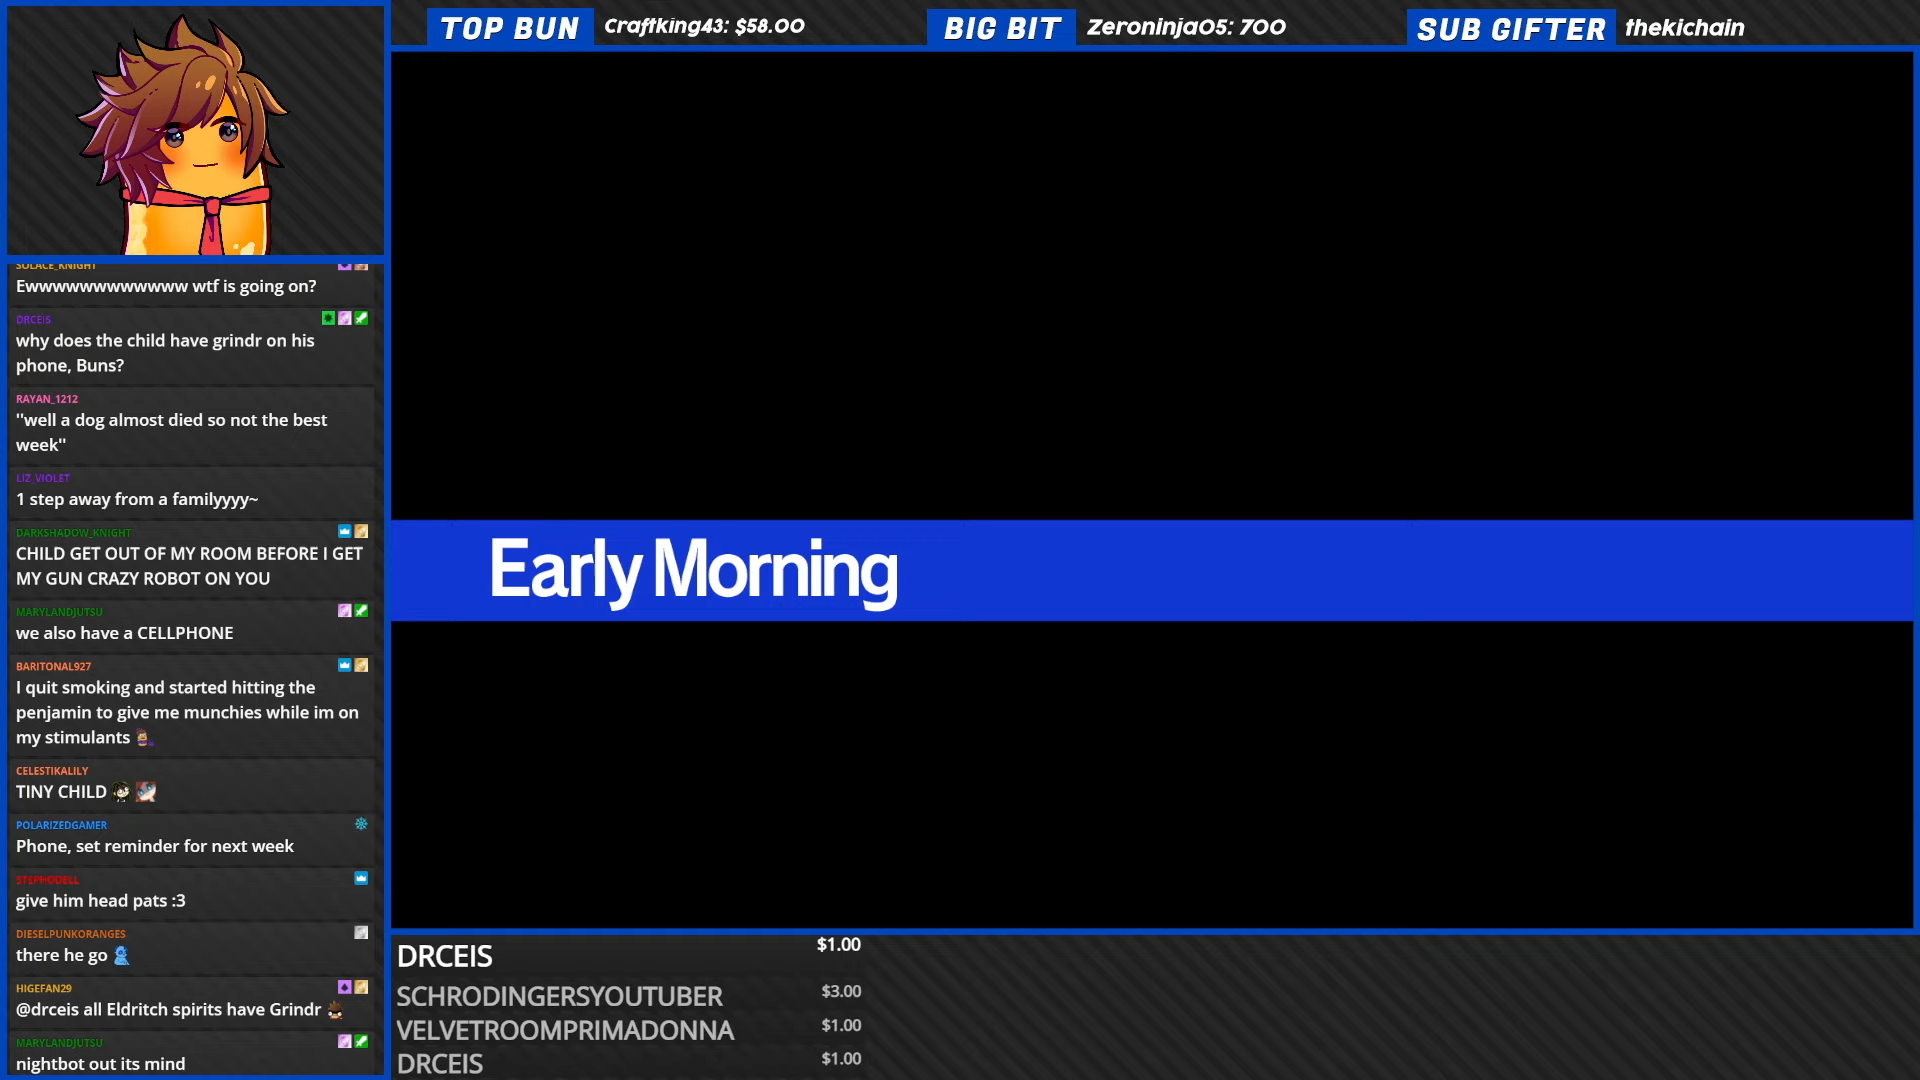 TOP BUN Craftking43: $58.00 BIG BIT Zeroninja05: 700 SUB GIFTER thekichain
SOLACE_KNIGHT
Ewwwwwwwwwwww wtf is going on?
DRCEIS
why does the child have grindr on his
phone, Buns?
RAYAN_1212
"well a dog almost died so not the best
week"
LIZ_VIOLET
1 step away from a familyyyy~
DARKSHADOW_KNIGHT
CHILD GET OUT OF MY ROOM BEFORE I GET
MY GUN CRAZY ROBOT ON YOU
MARYLANDJUTSU
we also have a CELLPHONE
BARITONAL927
I quit smoking and started hitting the
penjamin to give me munchies while im on
my stimulants
CELESTIKALILY
TINY CHILD
POLARIZEDGAMER
Phone, set reminder for next week
STEPHODELL
give him head pats :3
DIESELPUNKORANGES
there he go
HIGEFAN29
@drceis all Eldritch spirits have Grindr
MARYLANDJUTSU
nightbot out its mind
Early Morning
DRCEIS $1.00
SCHRODINGERSYOUTUBER $3.00
VELVETROOMPRIMADONNA $1.00
DRCEIS $1.00